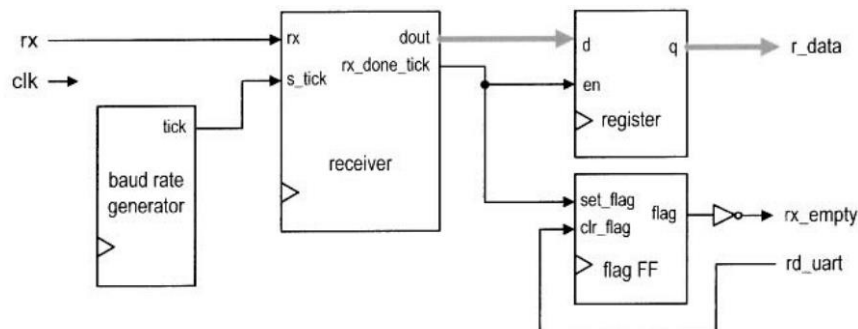 rx
clk
tick
baud rate
generator
rx
dout
rx_done_tick
s_tick
receiver
d
q
en
register
r_data
set_flag
flag
clr_flag
flag FF
rx_empty
rd_uart